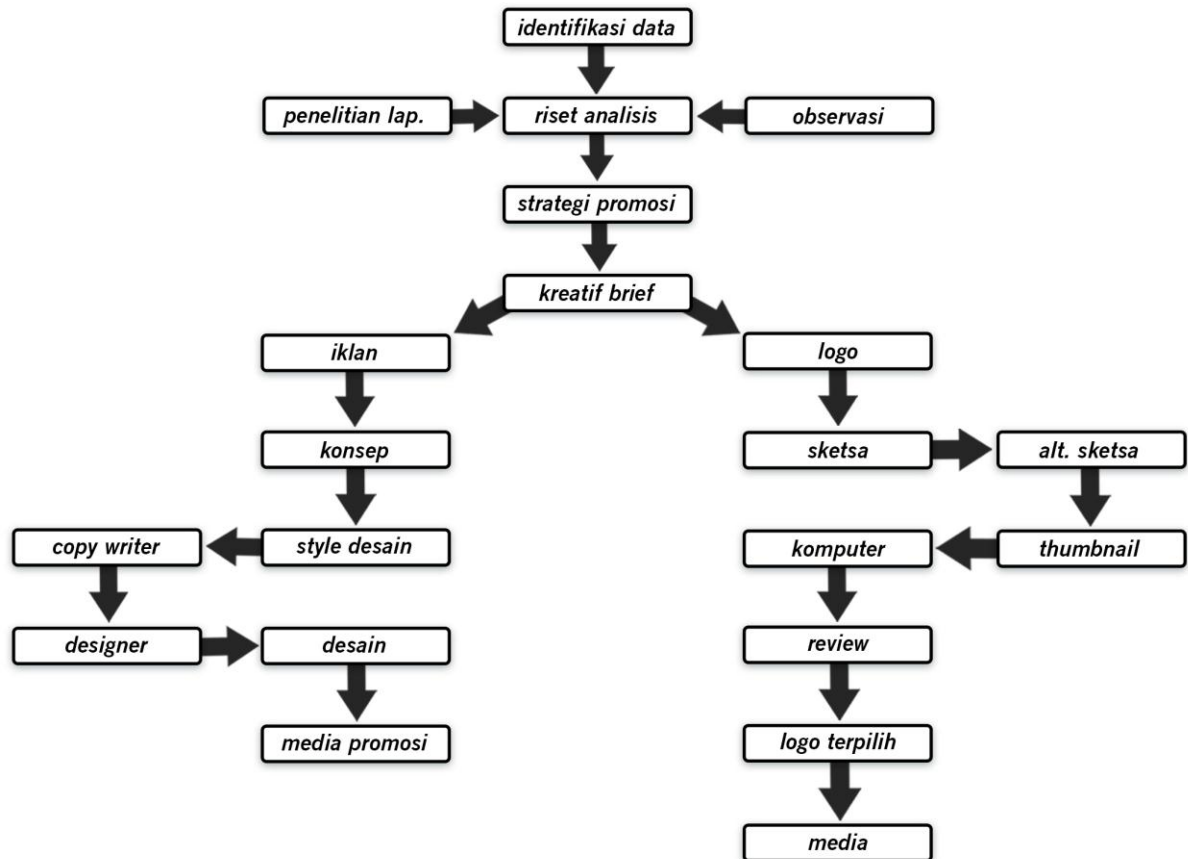 identifikasi data
penelitian lap.
riset analisis
observasi
strategi promosi
kreatif brief
iklan
logo
konsep
sketsa
alt. sketsa
copy writer
style desain
komputer
thumbnail
designer
desain
review
media promosi
logo terpilih
media